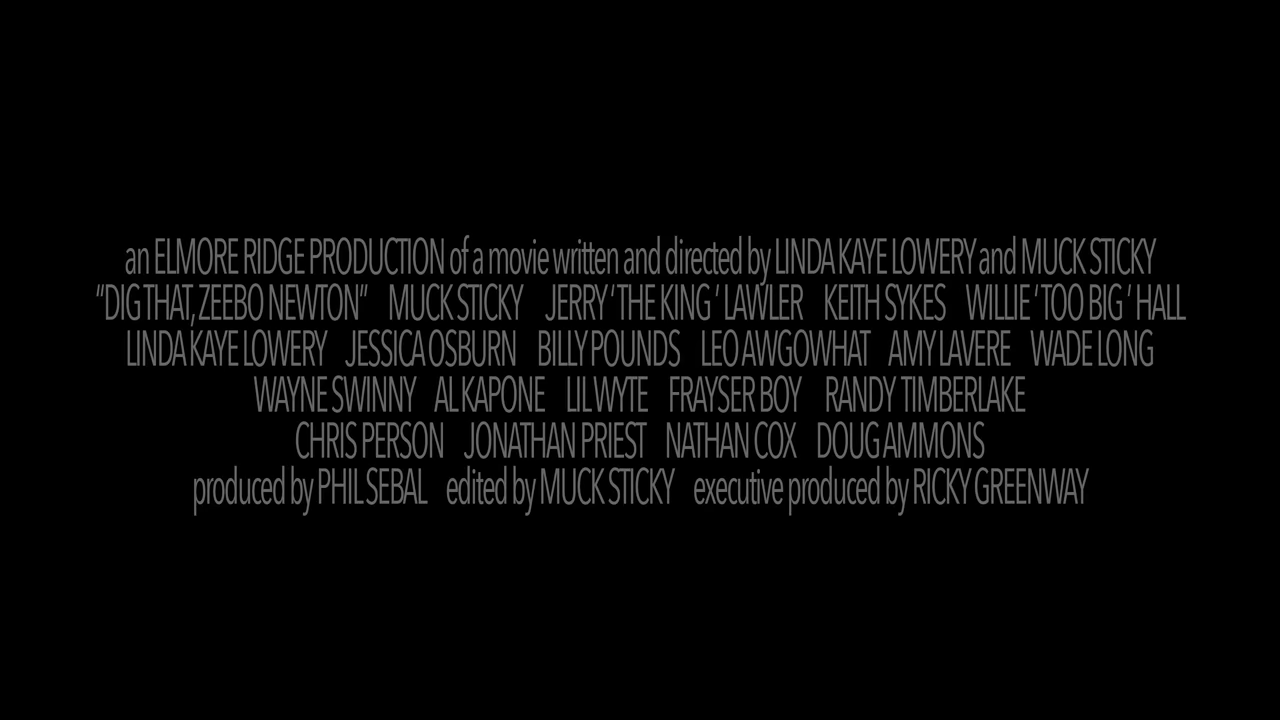 an ELMORE RIDGE PRODUCTION of a movie written and directed by LINDA KAYE LOWERY and MUCK STICKY
"DIG THAT, ZEEBO NEWTON" MUCK STICKY JERRY ' THE KING ' LAWLER KEITH SYKES WILLIE ' TOO BIG ' HALL
LINDA KAYE LOWERY JESSICA OSBURN BILLY POUNDS LEO AWGOWHAT AMY LAVERE WADE LONG
WAYNE SWINNY AL KAPONE LIL WYTE FRAYSER BOY RANDY TIMBERLAKE
CHRIS PERSON JONATHAN PRIEST NATHAN COX DOUG AMMONS
produced by PHIL SEBAL edited by MUCK STICKY executive produced by RICKY GREENWAY